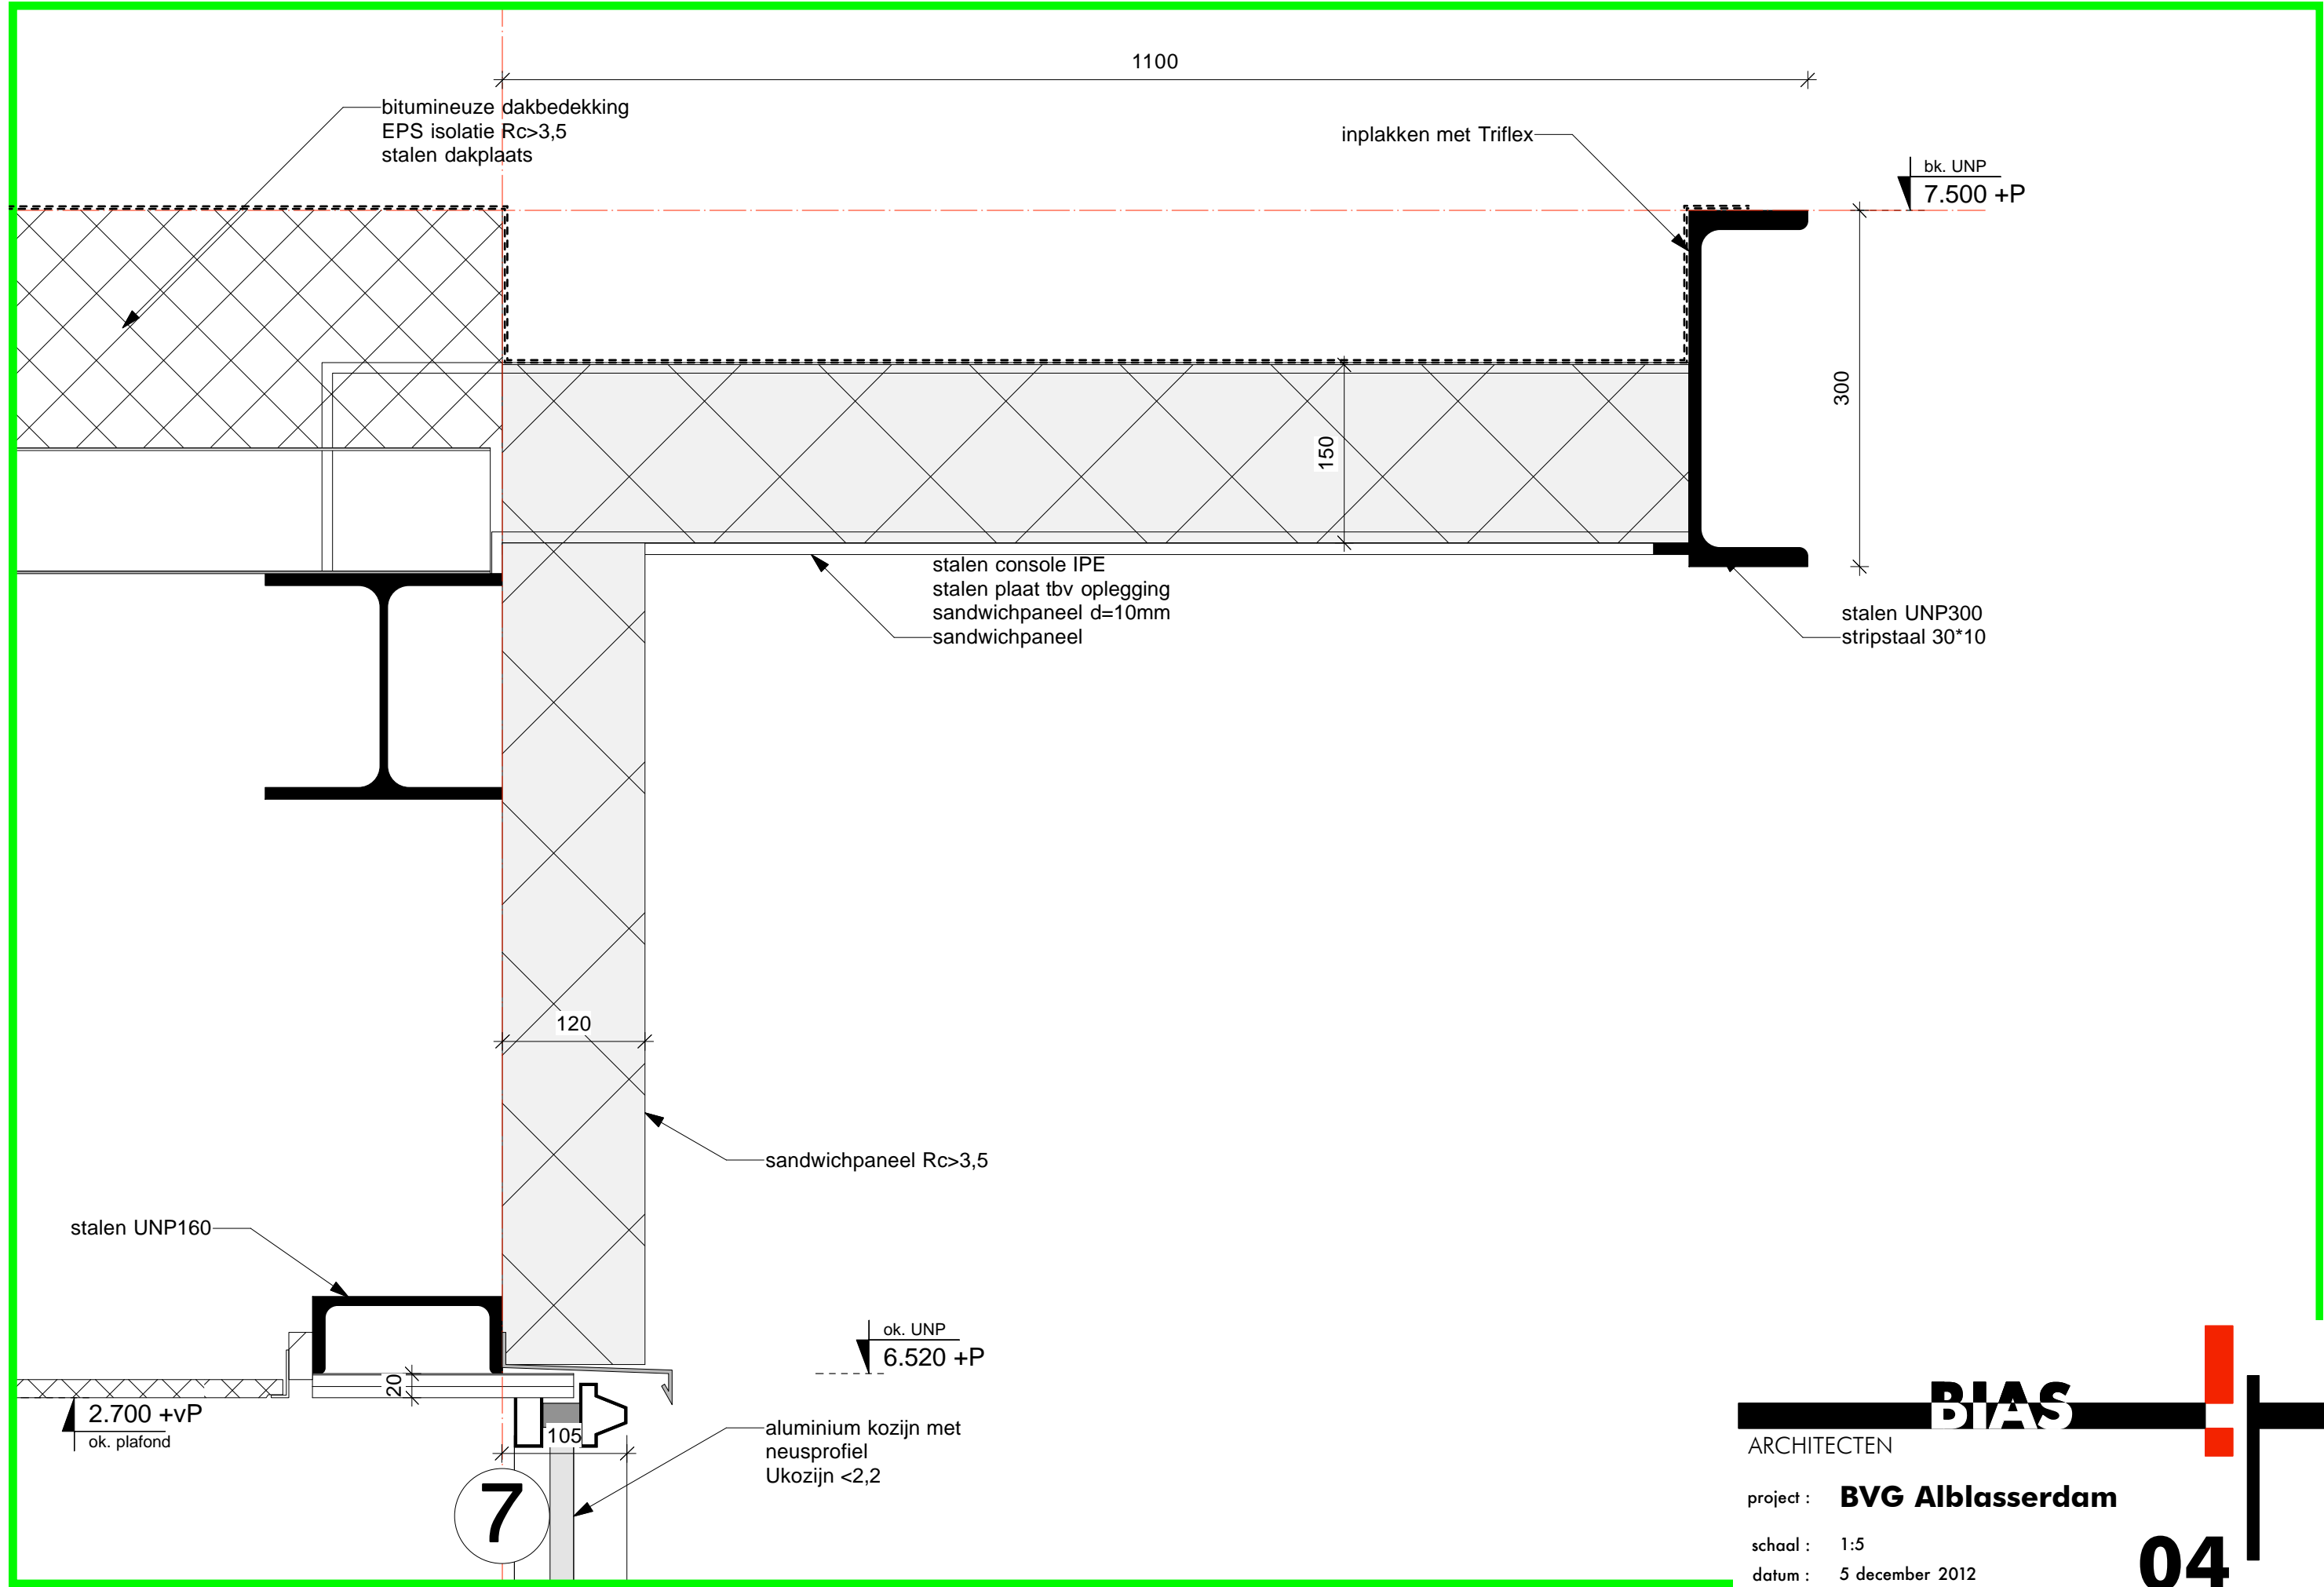 1100
bitumineuze dakbedekking
EPS isolatie Rc>3,5
stalen dakplaats
inplakken met Triflex
bk. UNP
7.500 +P
300
150
stalen console IPE
stalen plaat tbv oplegging
sandwichpaneel d=10mm
sandwichpaneel
stalen UNP300
stripstaal 30*10
120
sandwichpaneel Rc>3,5
stalen UNP160
ok. UNP
6.520 +P
20
2.700 +vP
ok. plafond
105
aluminium kozijn met
neusprofiel
Ukozijn <2,2
7
BIAS
ARCHITECTEN
project : BVG Alblasserdam
schaal : 1:5
datum : 5 december 2012
04